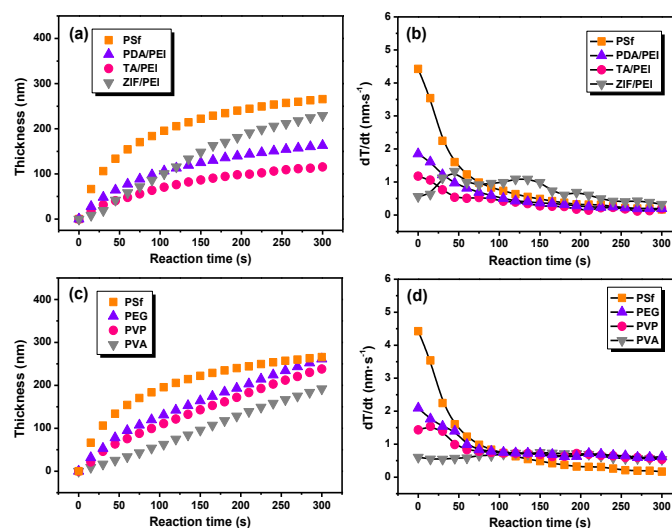 (a)
PSf
PDA/PEI
TA/PEI
ZIF/PEI
400
300
200
100
0
Thickness (nm)
0 50 100 150 200 250 300
Reaction time (s)
(b)
PSf
PDA/PEI
TA/PEI
ZIF/PEI
6
5
4
3
2
1
0
dT/dt (nm·s-1)
0 50 100 150 200 250 300
Reaction time (s)
(c)
PSf
PEG
PVP
PVA
400
300
200
100
0
Thickness (nm)
0 50 100 150 200 250 300
Reaction time (s)
(d)
PSf
PEG
PVP
PVA
6
5
4
3
2
1
0
dT/dt (nm·s-1)
0 50 100 150 200 250 300
Reaction time (s)